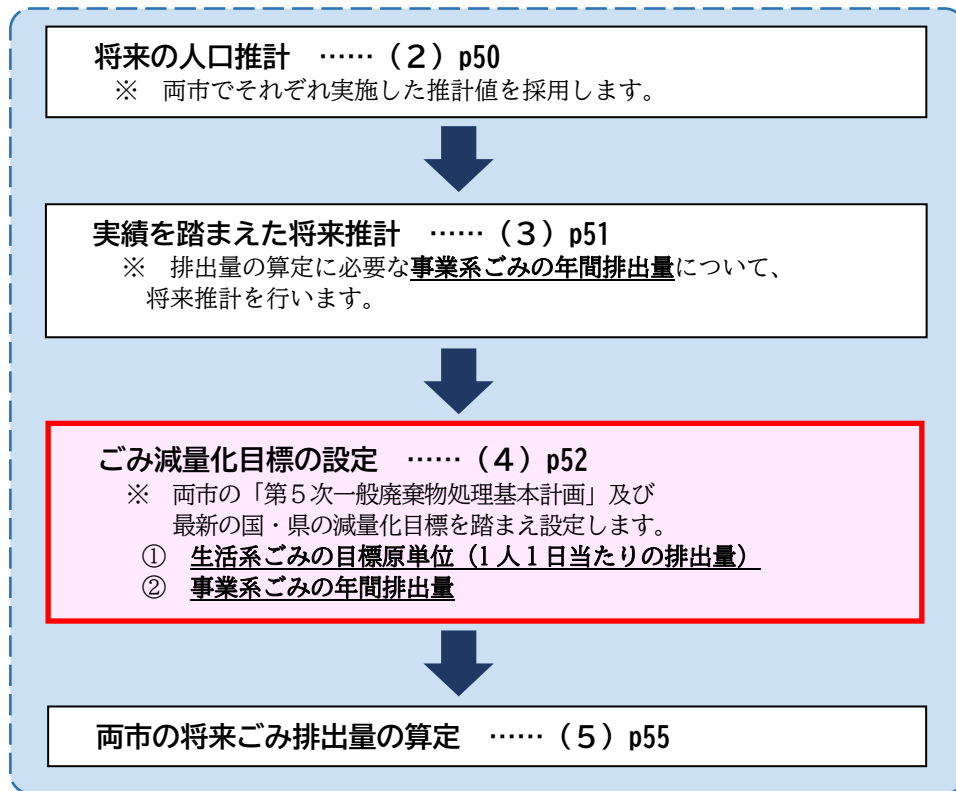 将来の人口推計 ……（２）p50
※ 両市でそれぞれ実施した推計値を採用します。
実績を踏まえた将来推計 ……（３）p51
※ 排出量の算定に必要な事業系ごみの年間排出量について、
将来推計を行います。
ごみ減量化目標の設定 ……（４）p52
※ 両市の「第５次一般廃棄物処理基本計画」及び
最新の国・県の減量化目標を踏まえ設定します。
① 生活系ごみの目標原単位（1人１日当たりの排出量）
② 事業系ごみの年間排出量
両市の将来ごみ排出量の算定 ……（５）p55